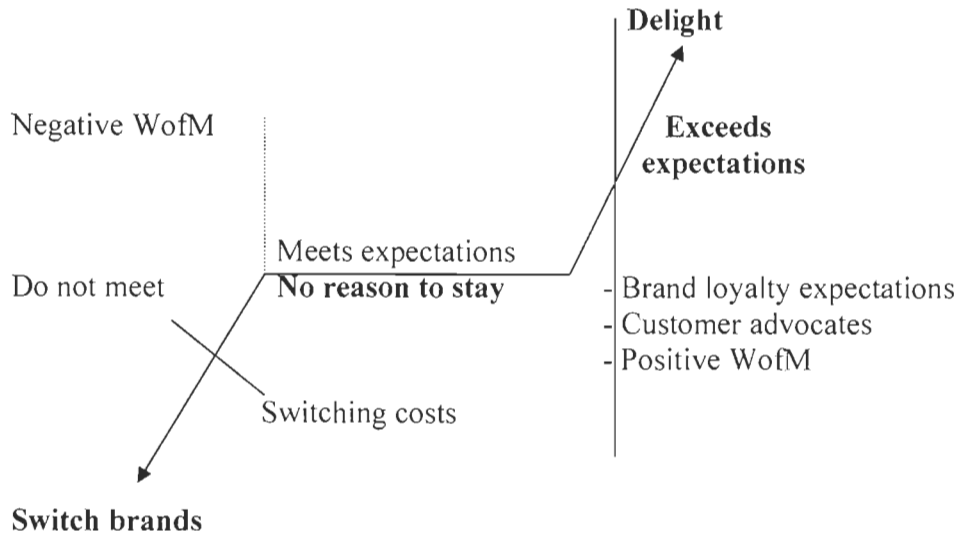 Delight
Negative WofM
Exceeds
expectations
Meets expectations
Do not meet
No reason to stay
- Brand loyalty expectations
- Customer advocates
- Positive WofM
Switching costs
Switch brands